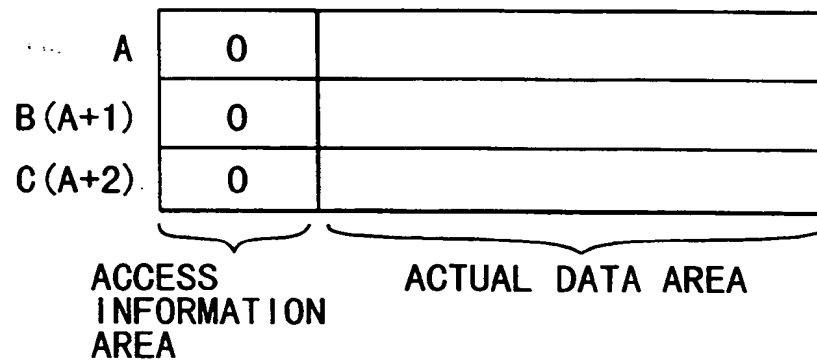 A 0
B(A+1) 0
C(A+2) 0
ACCESS INFORMATION AREA
ACTUAL DATA AREA